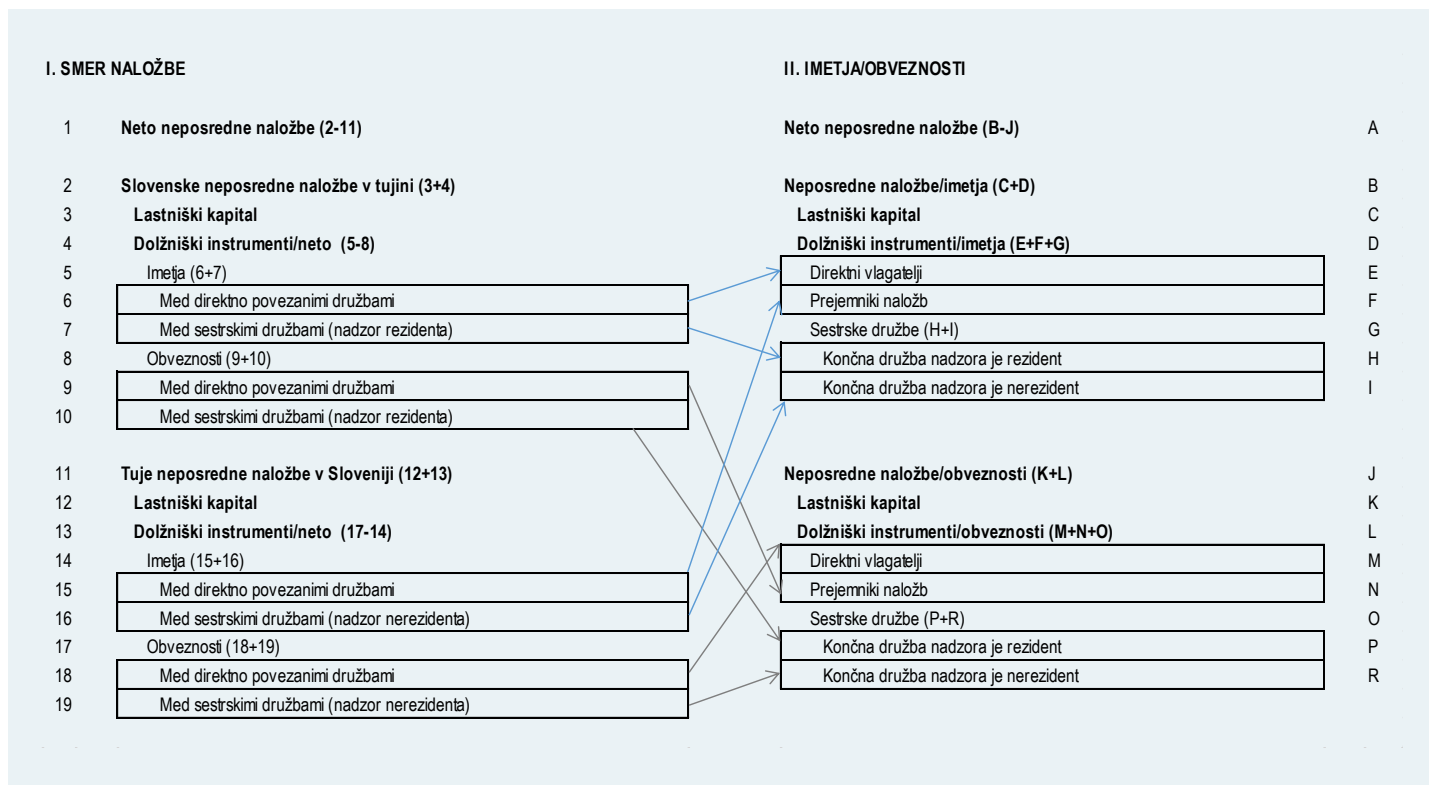 I. SMER NALOŽBE II. IMETJA/OBVEZNOSTI
1 Neto neposredne naložbe (2-11) Neto neposredne naložbe (B-J) A
2 Slovenske neposredne naložbe v tujini (3+4) Neposredne naložbe/imetja (C+D) B
3 Lastniški kapital Lastniški kapital C
4 Dolžniški instrumenti/neto (5-8) Dolžniški instrumenti/imetja (E+F+G) D
5 Imetja (6+7) Direktni vlagatelji E
6 Med direktno povezanimi družbami Prejemniki naložb F
7 Med sestrskimi družbami (nadzor rezidenta) Sestrske družbe (H+I) G
8 Obveznosti (9+10) Končna družba nadzora je rezident H
9 Med direktno povezanimi družbami Končna družba nadzora je nerezident I
10 Med sestrskimi družbami (nadzor rezidenta)
11 Tuje neposredne naložbe v Sloveniji (12+13) Neposredne naložbe/obveznosti (K+L) J
12 Lastniški kapital Lastniški kapital K
13 Dolžniški instrumenti/neto (17-14) Dolžniški instrumenti/obveznosti (M+N+O) L
14 Imetja (15+16) Direktni vlagatelji M
15 Med direktno povezanimi družbami Prejemniki naložb N
16 Med sestrskimi družbami (nadzor nerezidenta) Sestrske družbe (P+R) O
17 Obveznosti (18+19) Končna družba nadzora je rezident P
18 Med direktno povezanimi družbami Končna družba nadzora je nerezident R
19 Med sestrskimi družbami (nadzor nerezidenta)